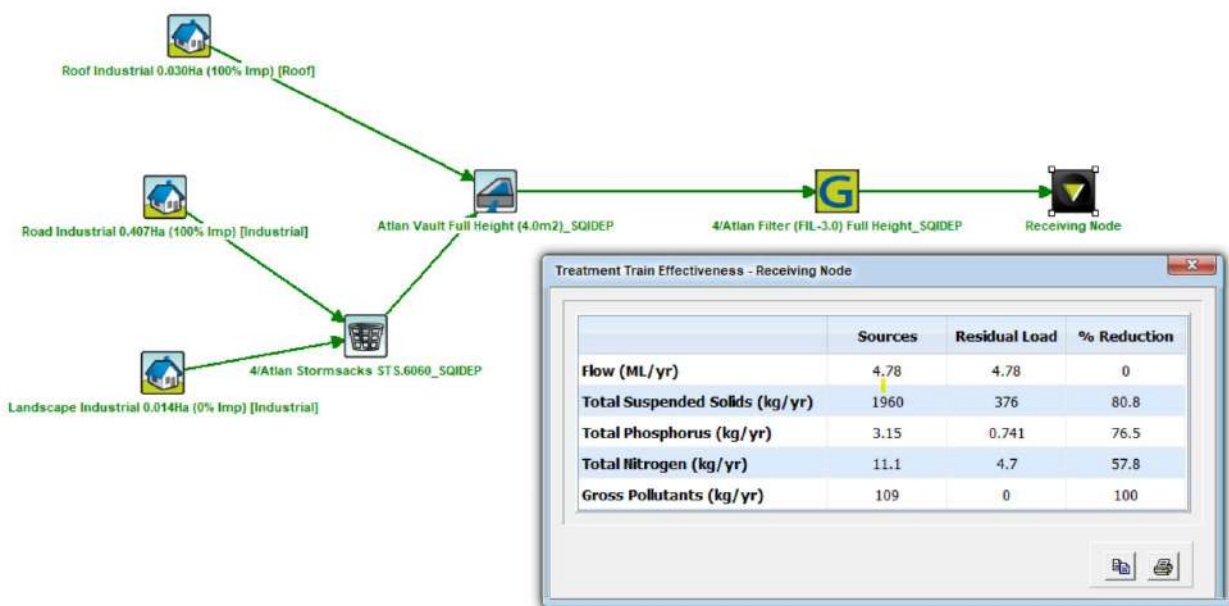 Roof Industrial 0.030Ha (100% Imp) [Roof]
Road Industrial 0.407Ha (100% Imp) [Industrial]
Atlan Vault Full Height (4.0m2)_SQIDEP
G
4/Atlan Filter (FIL-3.0) Full Height_SQIDEP
Receiving Node
4/Atlan Stormsacks STS.6060_SQIDEP
Landscape Industrial 0.014Ha (0% Imp) [Industrial]
Treatment Train Effectiveness - Receiving Node
Sources Residual Load % Reduction
Flow (ML/yr) 4.78 4.78 0
Total Suspended Solids (kg/yr) 1960 376 80.8
Total Phosphorus (kg/yr) 3.15 0.741 76.5
Total Nitrogen (kg/yr) 11.1 4.7 57.8
Gross Pollutants (kg/yr) 109 0 100